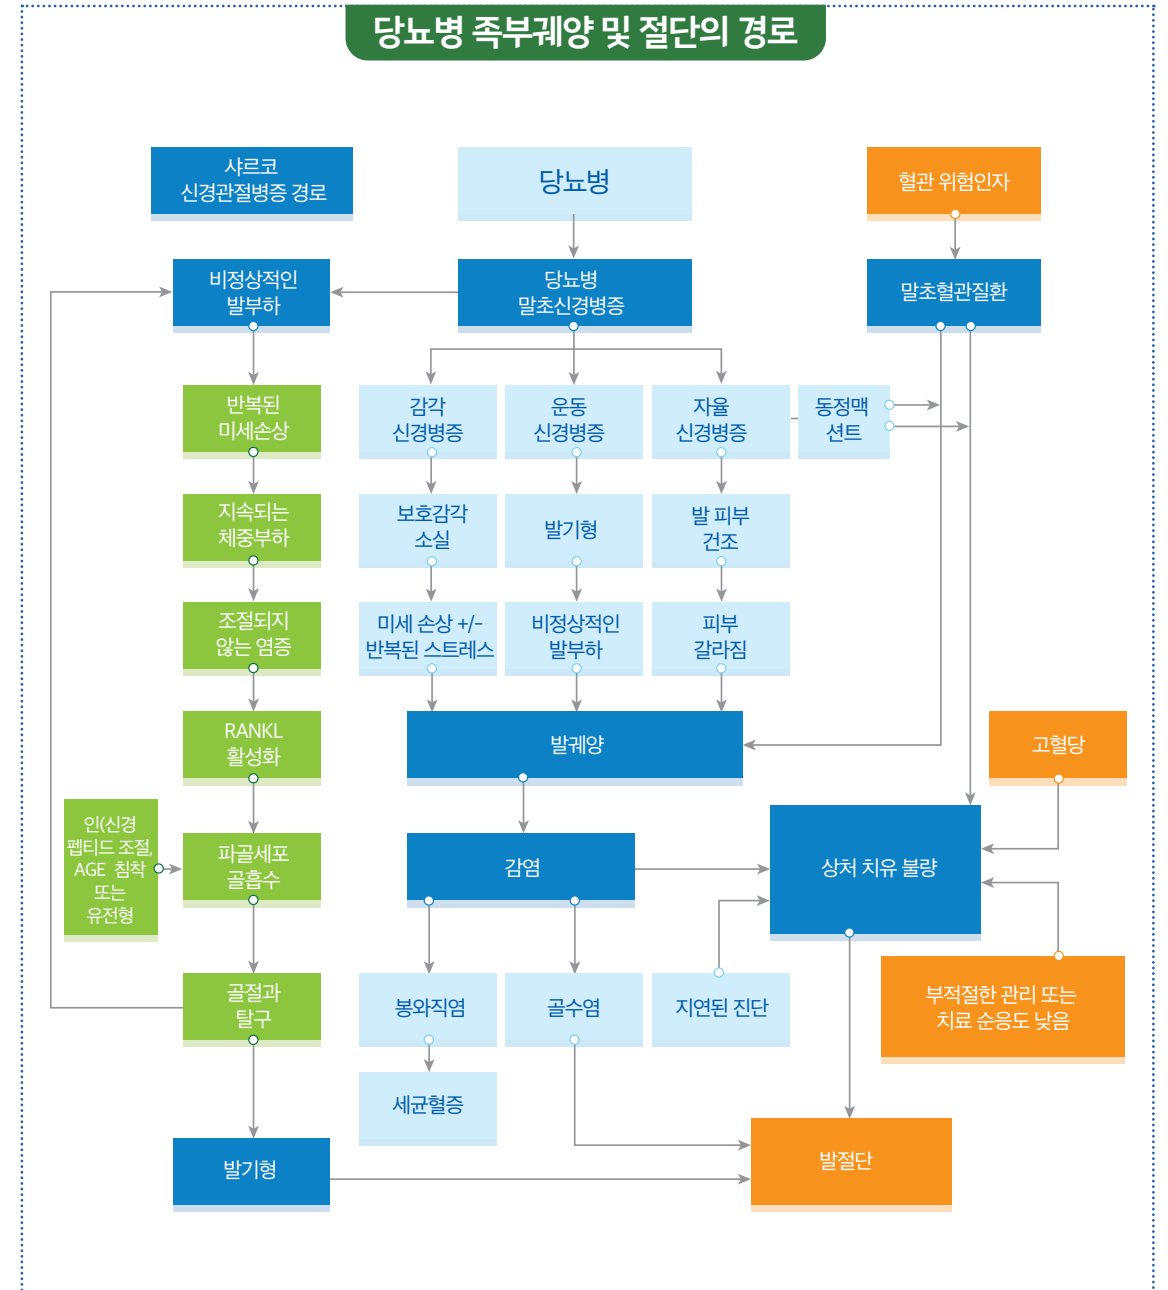 당뇨병 족부궤양 및 절단의 경로
샤르코
신경관절병증 경로
당뇨병
혈관 위험인자
비정상적인
발부하
당뇨병
말초신경병증
말초혈관질환
반복된
미세손상
감각
신경병증
운동
신경병증
자율
신경병증
동정맥
션트
지속되는
체중부하
보호감각
소실
발기형
발 피부
건조
조절되지
않는 염증
미세 손상 +/-
반복된 스트레스
비정상적인
발부하
피부
갈라짐
RANKL
활성화
발궤양
고혈당
인(신경
펩티드 조절,
AGE 침착
또는
유전형
파골세포
골흡수
감염
상처 치유 불량
골절과
탈구
봉와직염
골수염
지연된 진단
부적절한 관리 또는
치료 순응도 낮음
세균혈증
발기형
발절단